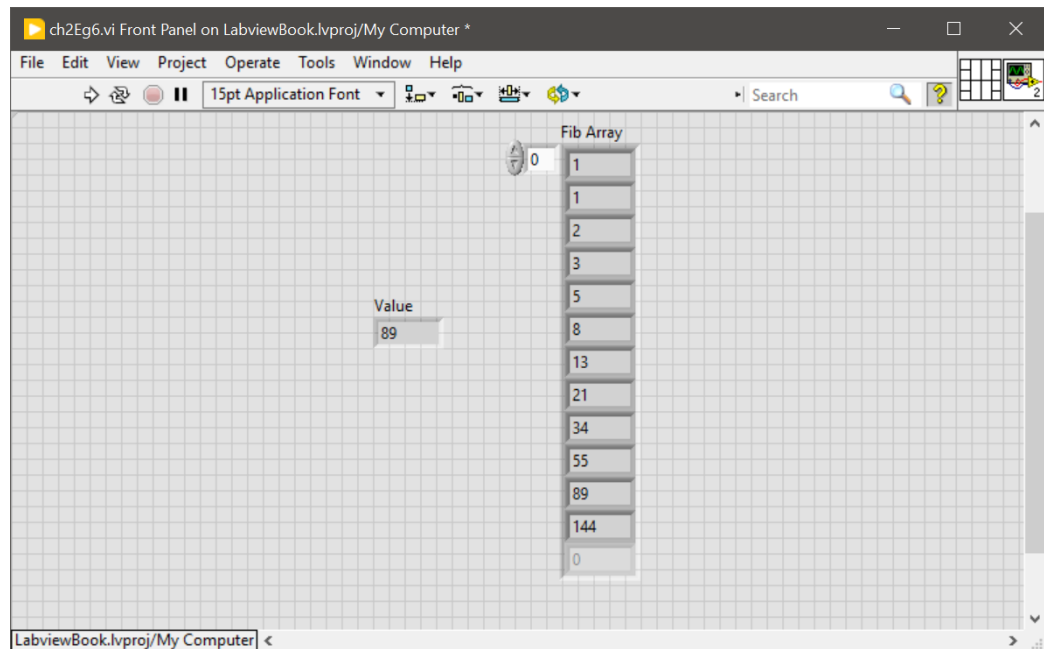 ch2Eg6.vi Front Panel on LabviewBook.lvproj/My Computer *
File Edit View Project Operate Tools Window Help
15pt Application Font Search ? 2
Fib Array
0 1
1
2
3
5
Value
89 8
13
21
34
55
89
144
0
LabviewBook.lvproj/My Computer